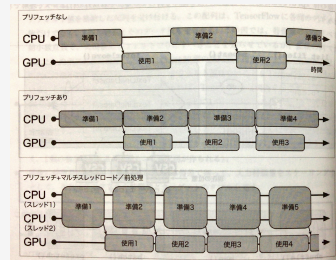 プリフェッチなし
CPU 準備1 準備2 準備3
GPU 使用1 使用2
時間
プリフェッチあり
CPU 準備1 準備2 準備3 準備4
GPU 使用1 使用2 使用3
プリフェッチ+マルチスレッドロード/前処理
CPU
(スレッド1)
準備1 準備2 準備3 準備4 準備5
CPU
(スレッド2)
GPU 使用1 使用2 使用3 使用4